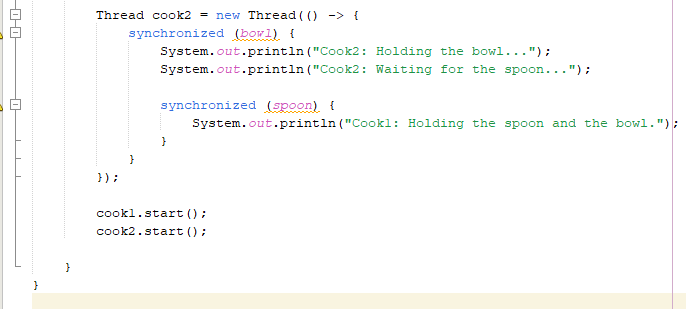 Thread cook2 = new Thread(() -> {
synchronized (bowl) {
System.out.println("Cook2: Holding the bowl...");
System.out.println("Cook2: Waiting for the spoon...");
synchronized (spoon) {
System.out.println("Cook1: Holding the spoon and the bowl.");
}
}
});
cook1.start();
cook2.start();
}
}